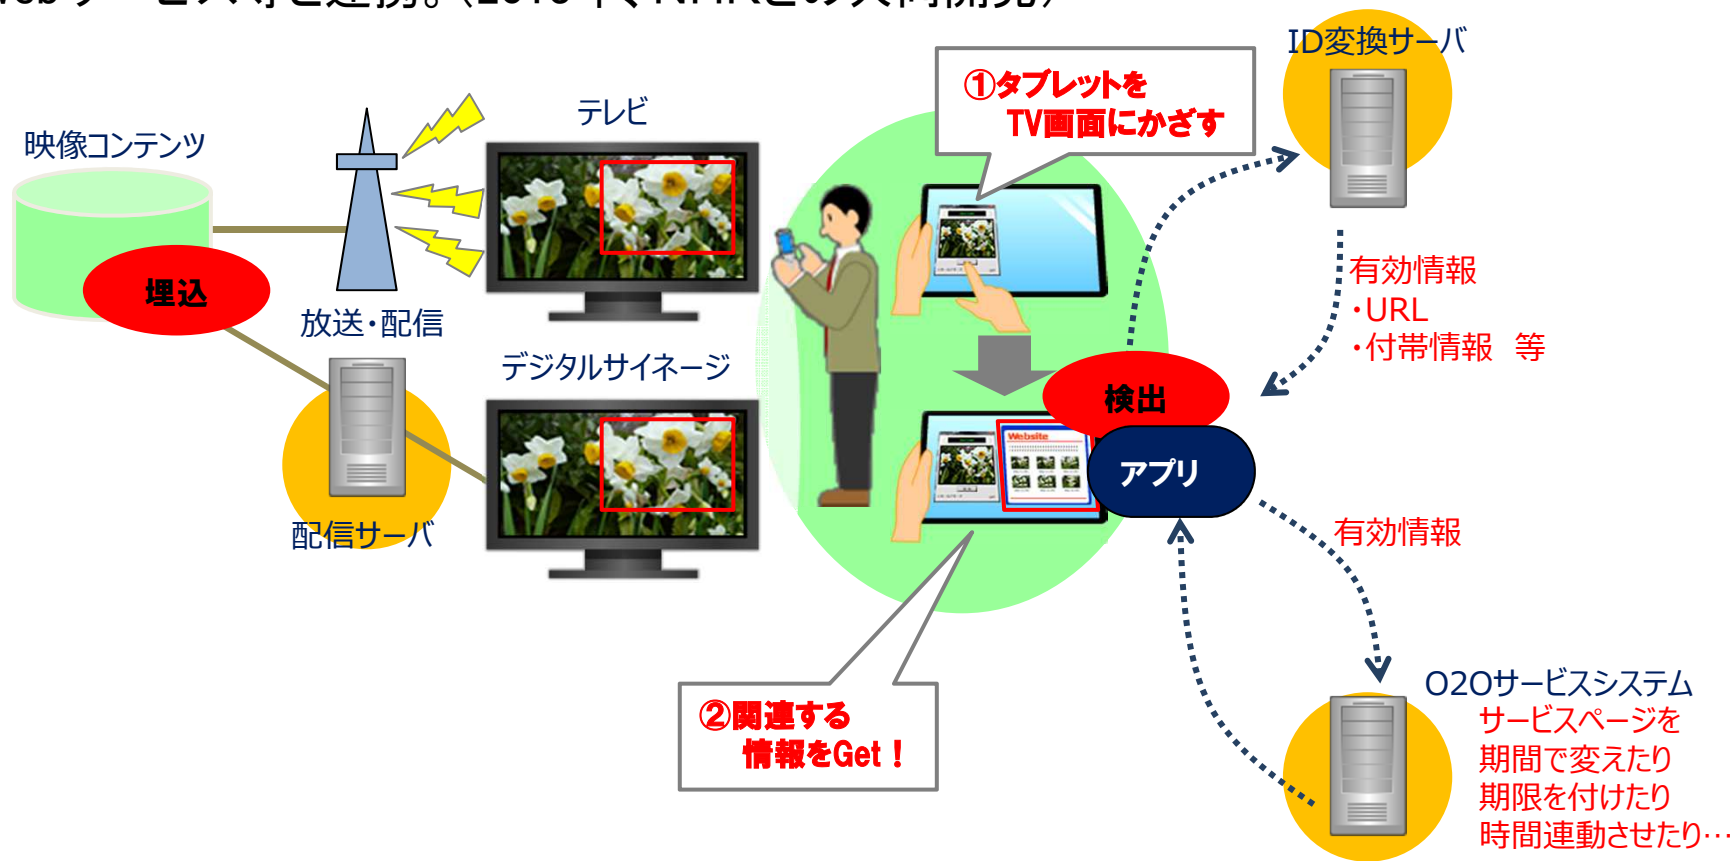 ID変換サーバ
①タブレットを
TV画面にかざす
テレビ
映像コンテンツ
埋込
放送・配信
有効情報
・URL
・付帯情報 等
デジタルサイネージ
検出
Website
アプリ
配信サーバ
有効情報
O2Oサービスシステム
サービスページを
期間で変えたり
期限を付けたり
時間連動させたり…
②関連する
情報をGet！